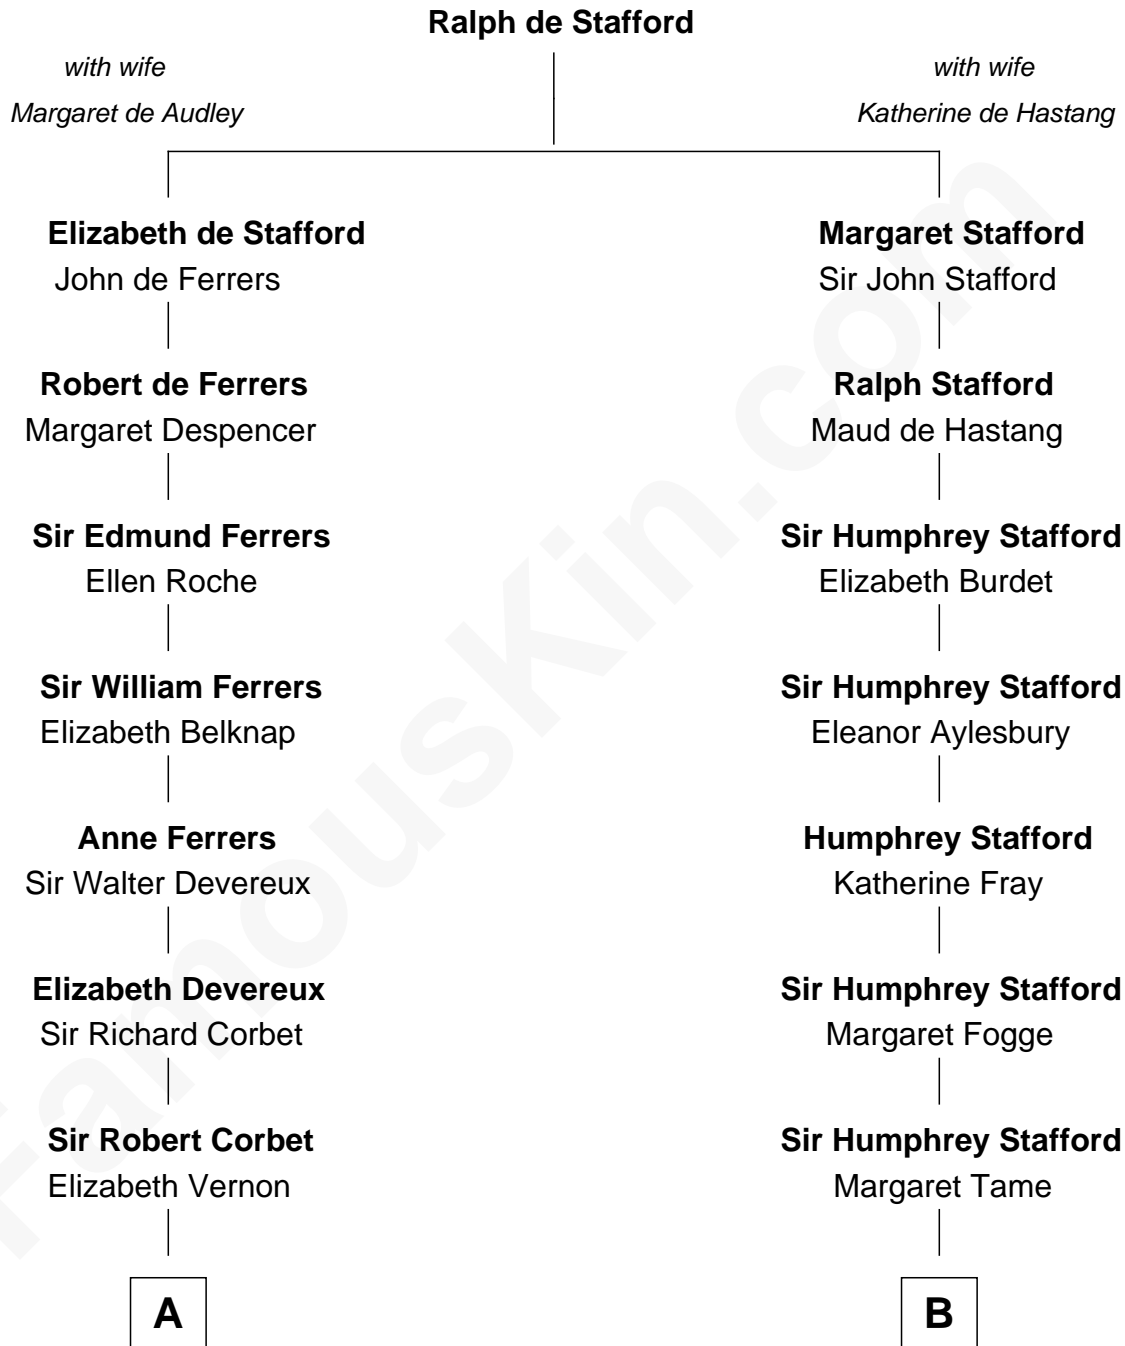 Ralph de Stafford
with wife
Margaret de Audley
with wife
Katherine de Hastang
Elizabeth de Stafford
John de Ferrers
Margaret Stafford
Sir John Stafford
Robert de Ferrers
Margaret Despencer
Ralph Stafford
Maud de Hastang
Sir Edmund Ferrers
Ellen Roche
Sir Humphrey Stafford
Elizabeth Burdet
Sir William Ferrers
Elizabeth Belknap
Sir Humphrey Stafford
Eleanor Aylesbury
Anne Ferrers
Sir Walter Devereux
Humphrey Stafford
Katherine Fray
Elizabeth Devereux
Sir Richard Corbet
Sir Humphrey Stafford
Margaret Fogge
Sir Robert Corbet
Elizabeth Vernon
Sir Humphrey Stafford
Margaret Tame
A
B
FamousKin.com